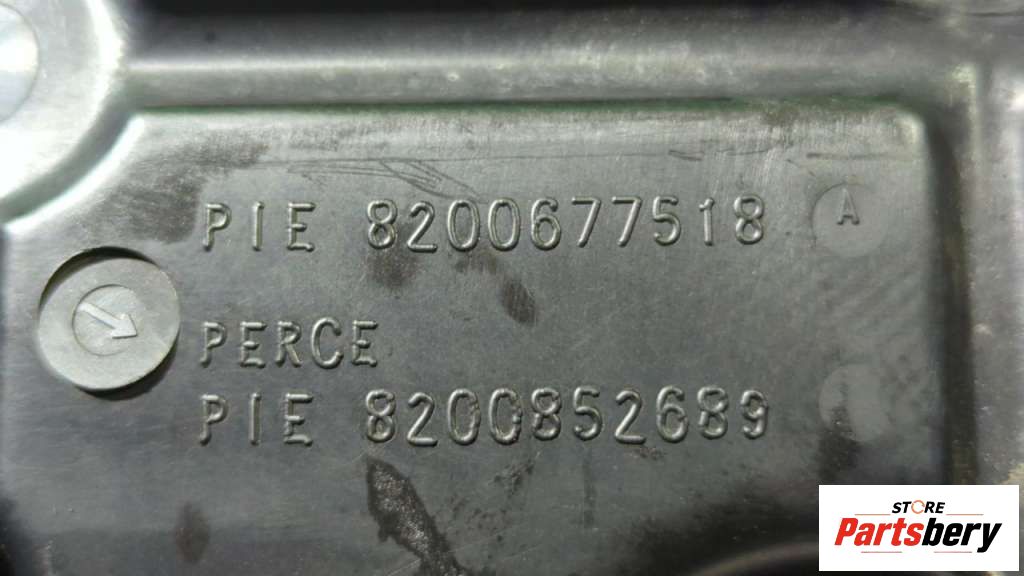 PIE 8200677518 A
PERCE
PIE 8200852689
STORE
Partsbery